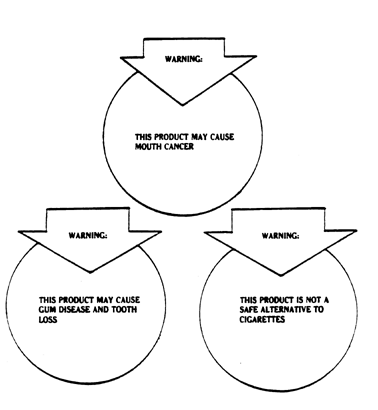 WARNING:
THIS PRODUCT MAY CAUSE
MOUTH CANCER
WARNING:
THIS PRODUCT MAY CAUSE
GUM DISEASE AND TOOTH
LOSS
WARNING:
THIS PRODUCT IS NOT A
SAFE ALTERNATIVE TO
CIGARETTES